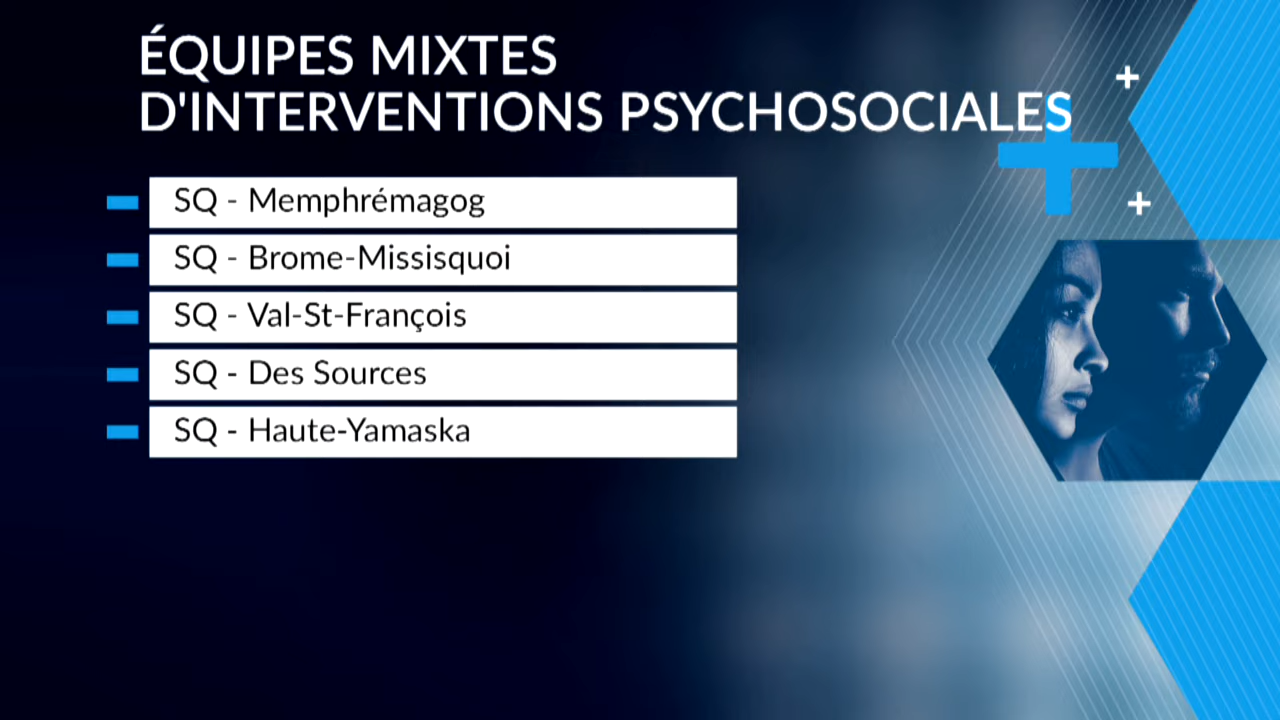 ÉQUIPES MIXTES
D'INTERVENTIONS PSYCHOSOCIALES
SQ - Memphrémagog
SQ - Brome-Missisquoi
SQ - Val-St-François
SQ - Des Sources
SQ - Haute-Yamaska